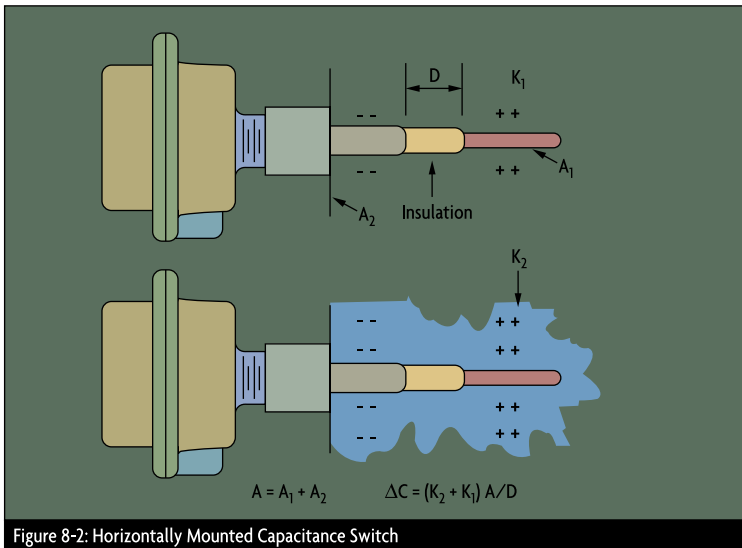 D
K₁
- -
+ +
- -
+ +
A₁
A₂
Insulation
K₂
- -
+ +
- -
+ +
- -
+ +
- -
+ +
A = A₁ + A₂
ΔC = (K₂ + K₁) A/D
Figure 8-2: Horizontally Mounted Capacitance Switch